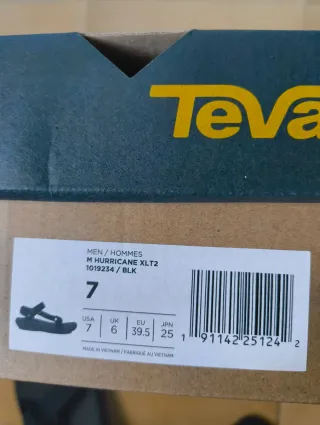 Teva
MEN / HOMMES
M HURRICANE XLT2
1019234 / BLK
7
USA UK EU JPN
7 6 39.5 25
MADE IN VIETNAM / FABRIQUÉ AU VIETNAM
1 91142 25124 2